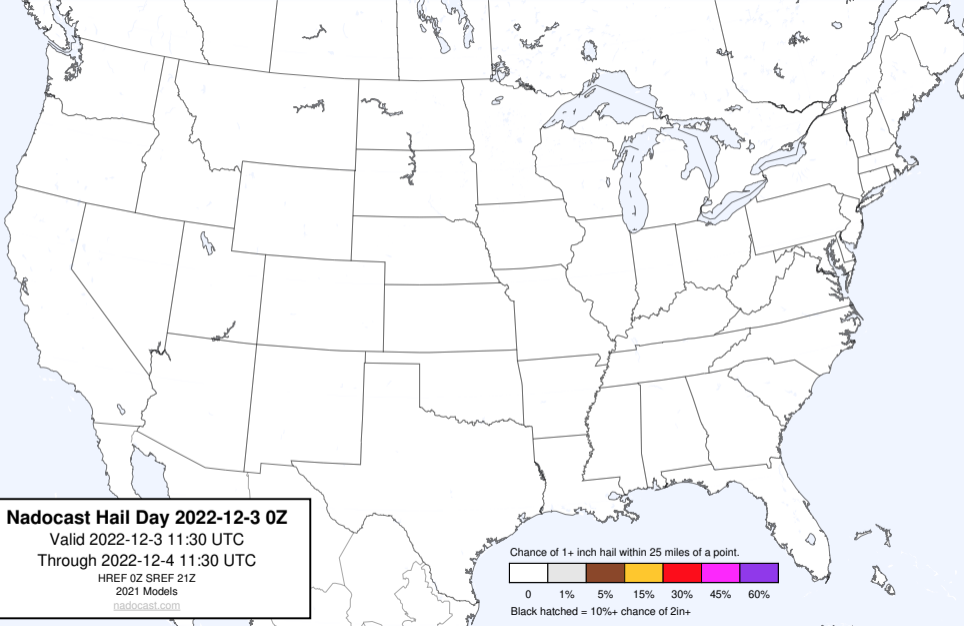 Nadocast Hail Day 2022-12-3 0Z
Valid 2022-12-3 11:30 UTC
Through 2022-12-4 11:30 UTC
HREF 0Z SREF 21Z
2021 Models
nadocast.com
Chance of 1+ inch hail within 25 miles of a point.
0 1% 5% 15% 30% 45% 60%
Black hatched = 10%+ chance of 2in+